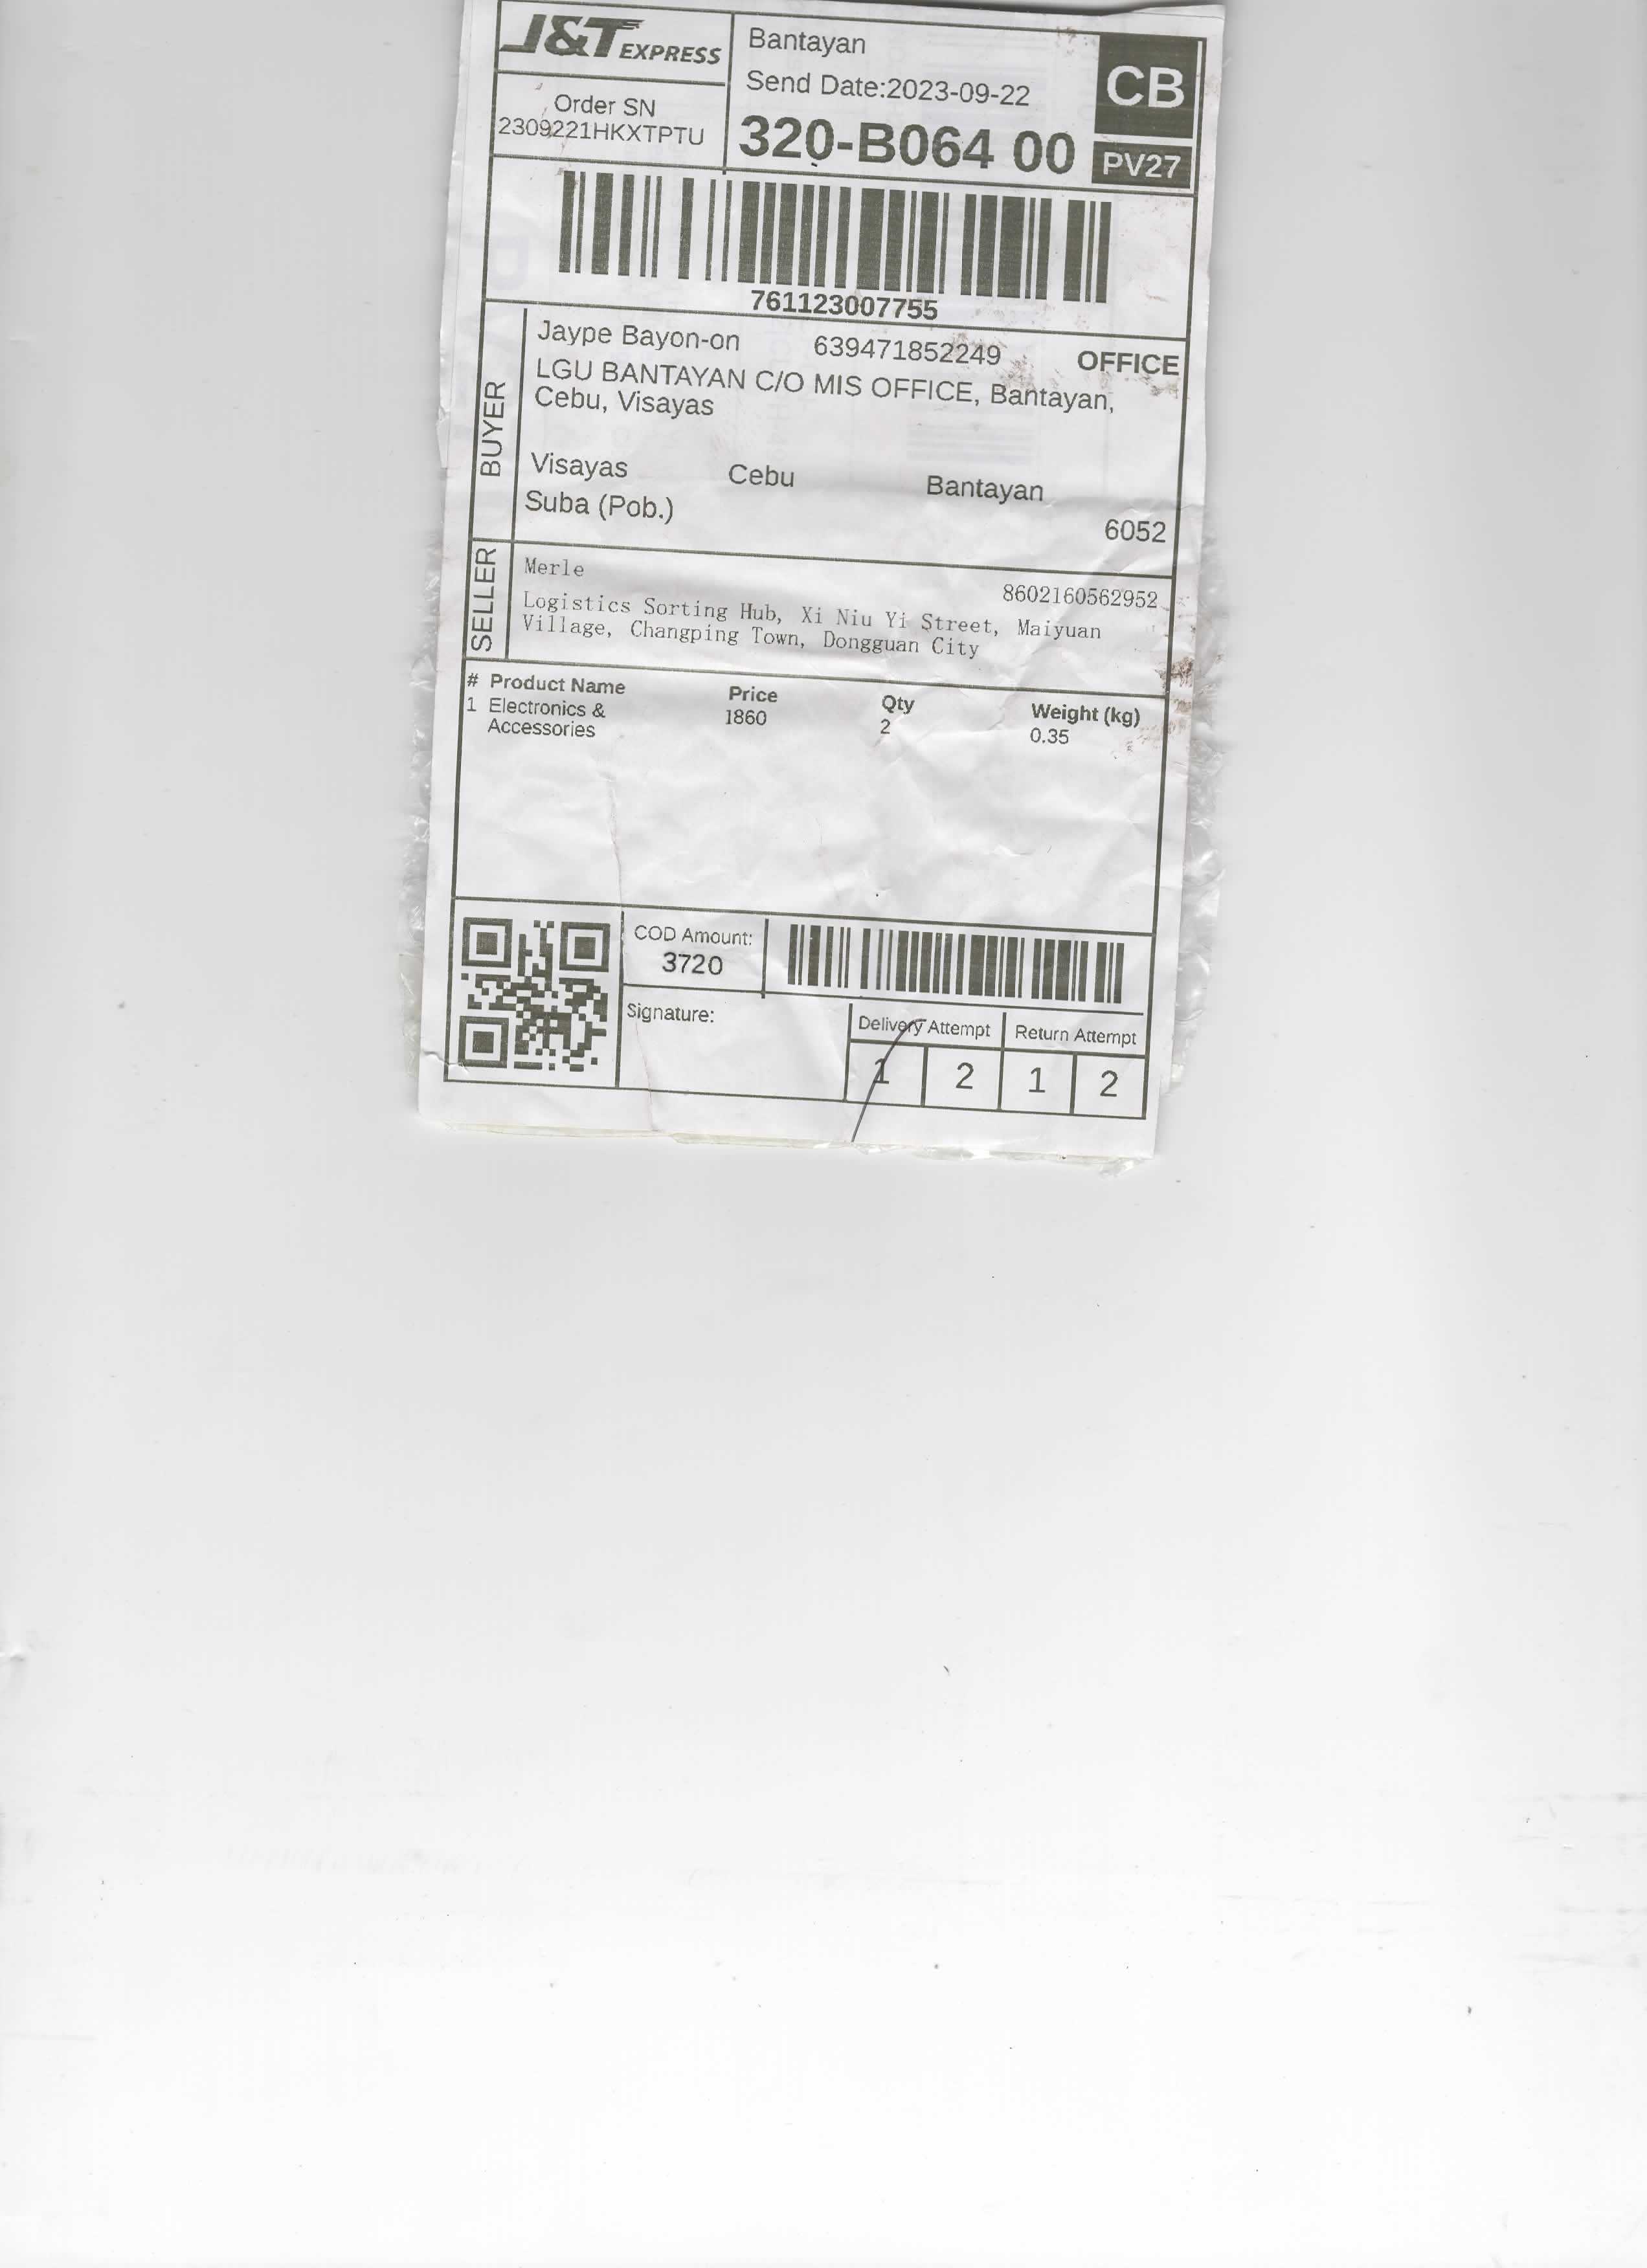 J&T EXPRESS
Order SN
2309221HKXTPTU
Bantayan
Send Date:2023-09-22
320-B064 00
CB
PV27
761123007755
BUYER
Jaype Bayon-on 639471852249 OFFICE
LGU BANTAYAN C/O MIS OFFICE, Bantayan,
Cebu, Visayas
Visayas Cebu Bantayan
Suba (Pob.) 6052
SELLER
Merle 8602160562952
Logistics Sorting Hub, Xi Niu Yi Street, Maiyuan
Village, Changping Town, Dongguan City
# Product Name Price Qty Weight (kg)
1 Electronics & 1860 2 0.35
Accessories
COD Amount:
3720
Signature:
Delivery Attempt Return Attempt
1 2 1 2